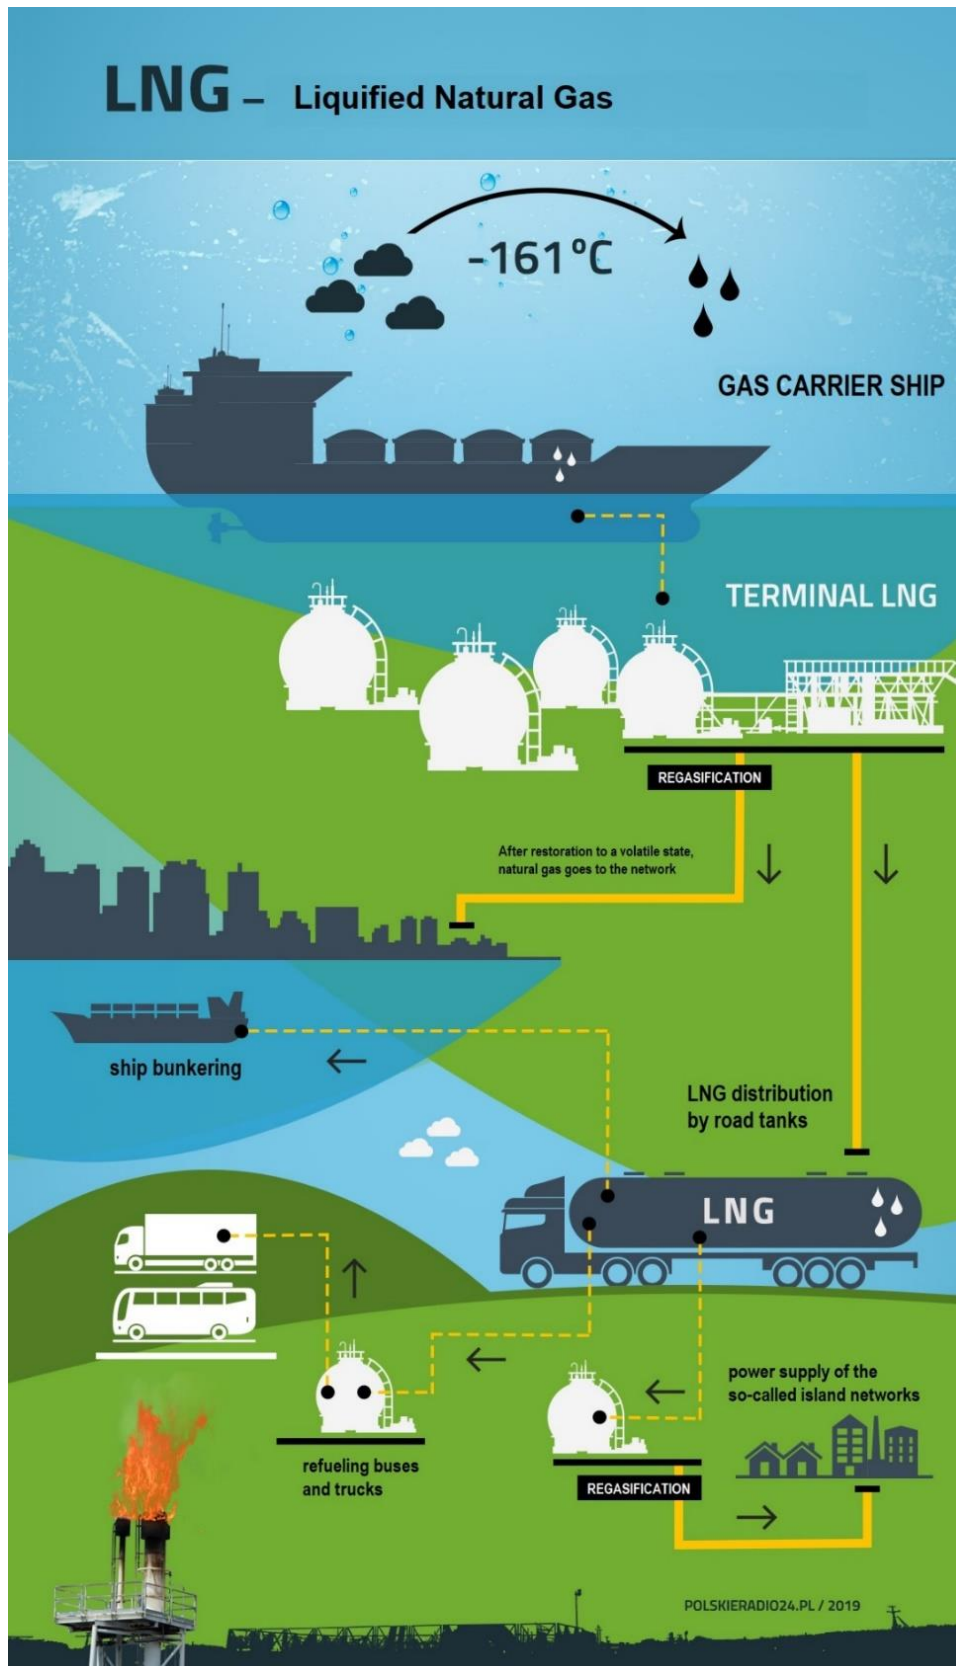 LNG – Liquified Natural Gas
-161ºC
GAS CARRIER SHIP
TERMINAL LNG
REGASIFICATION
After restoration to a volatile state,
natural gas goes to the network
ship bunkering
LNG distribution
by road tanks
LNG
power supply of the
so-called island networks
refueling buses
and trucks
REGASIFICATION
POLSKIERADIO24.PL / 2019